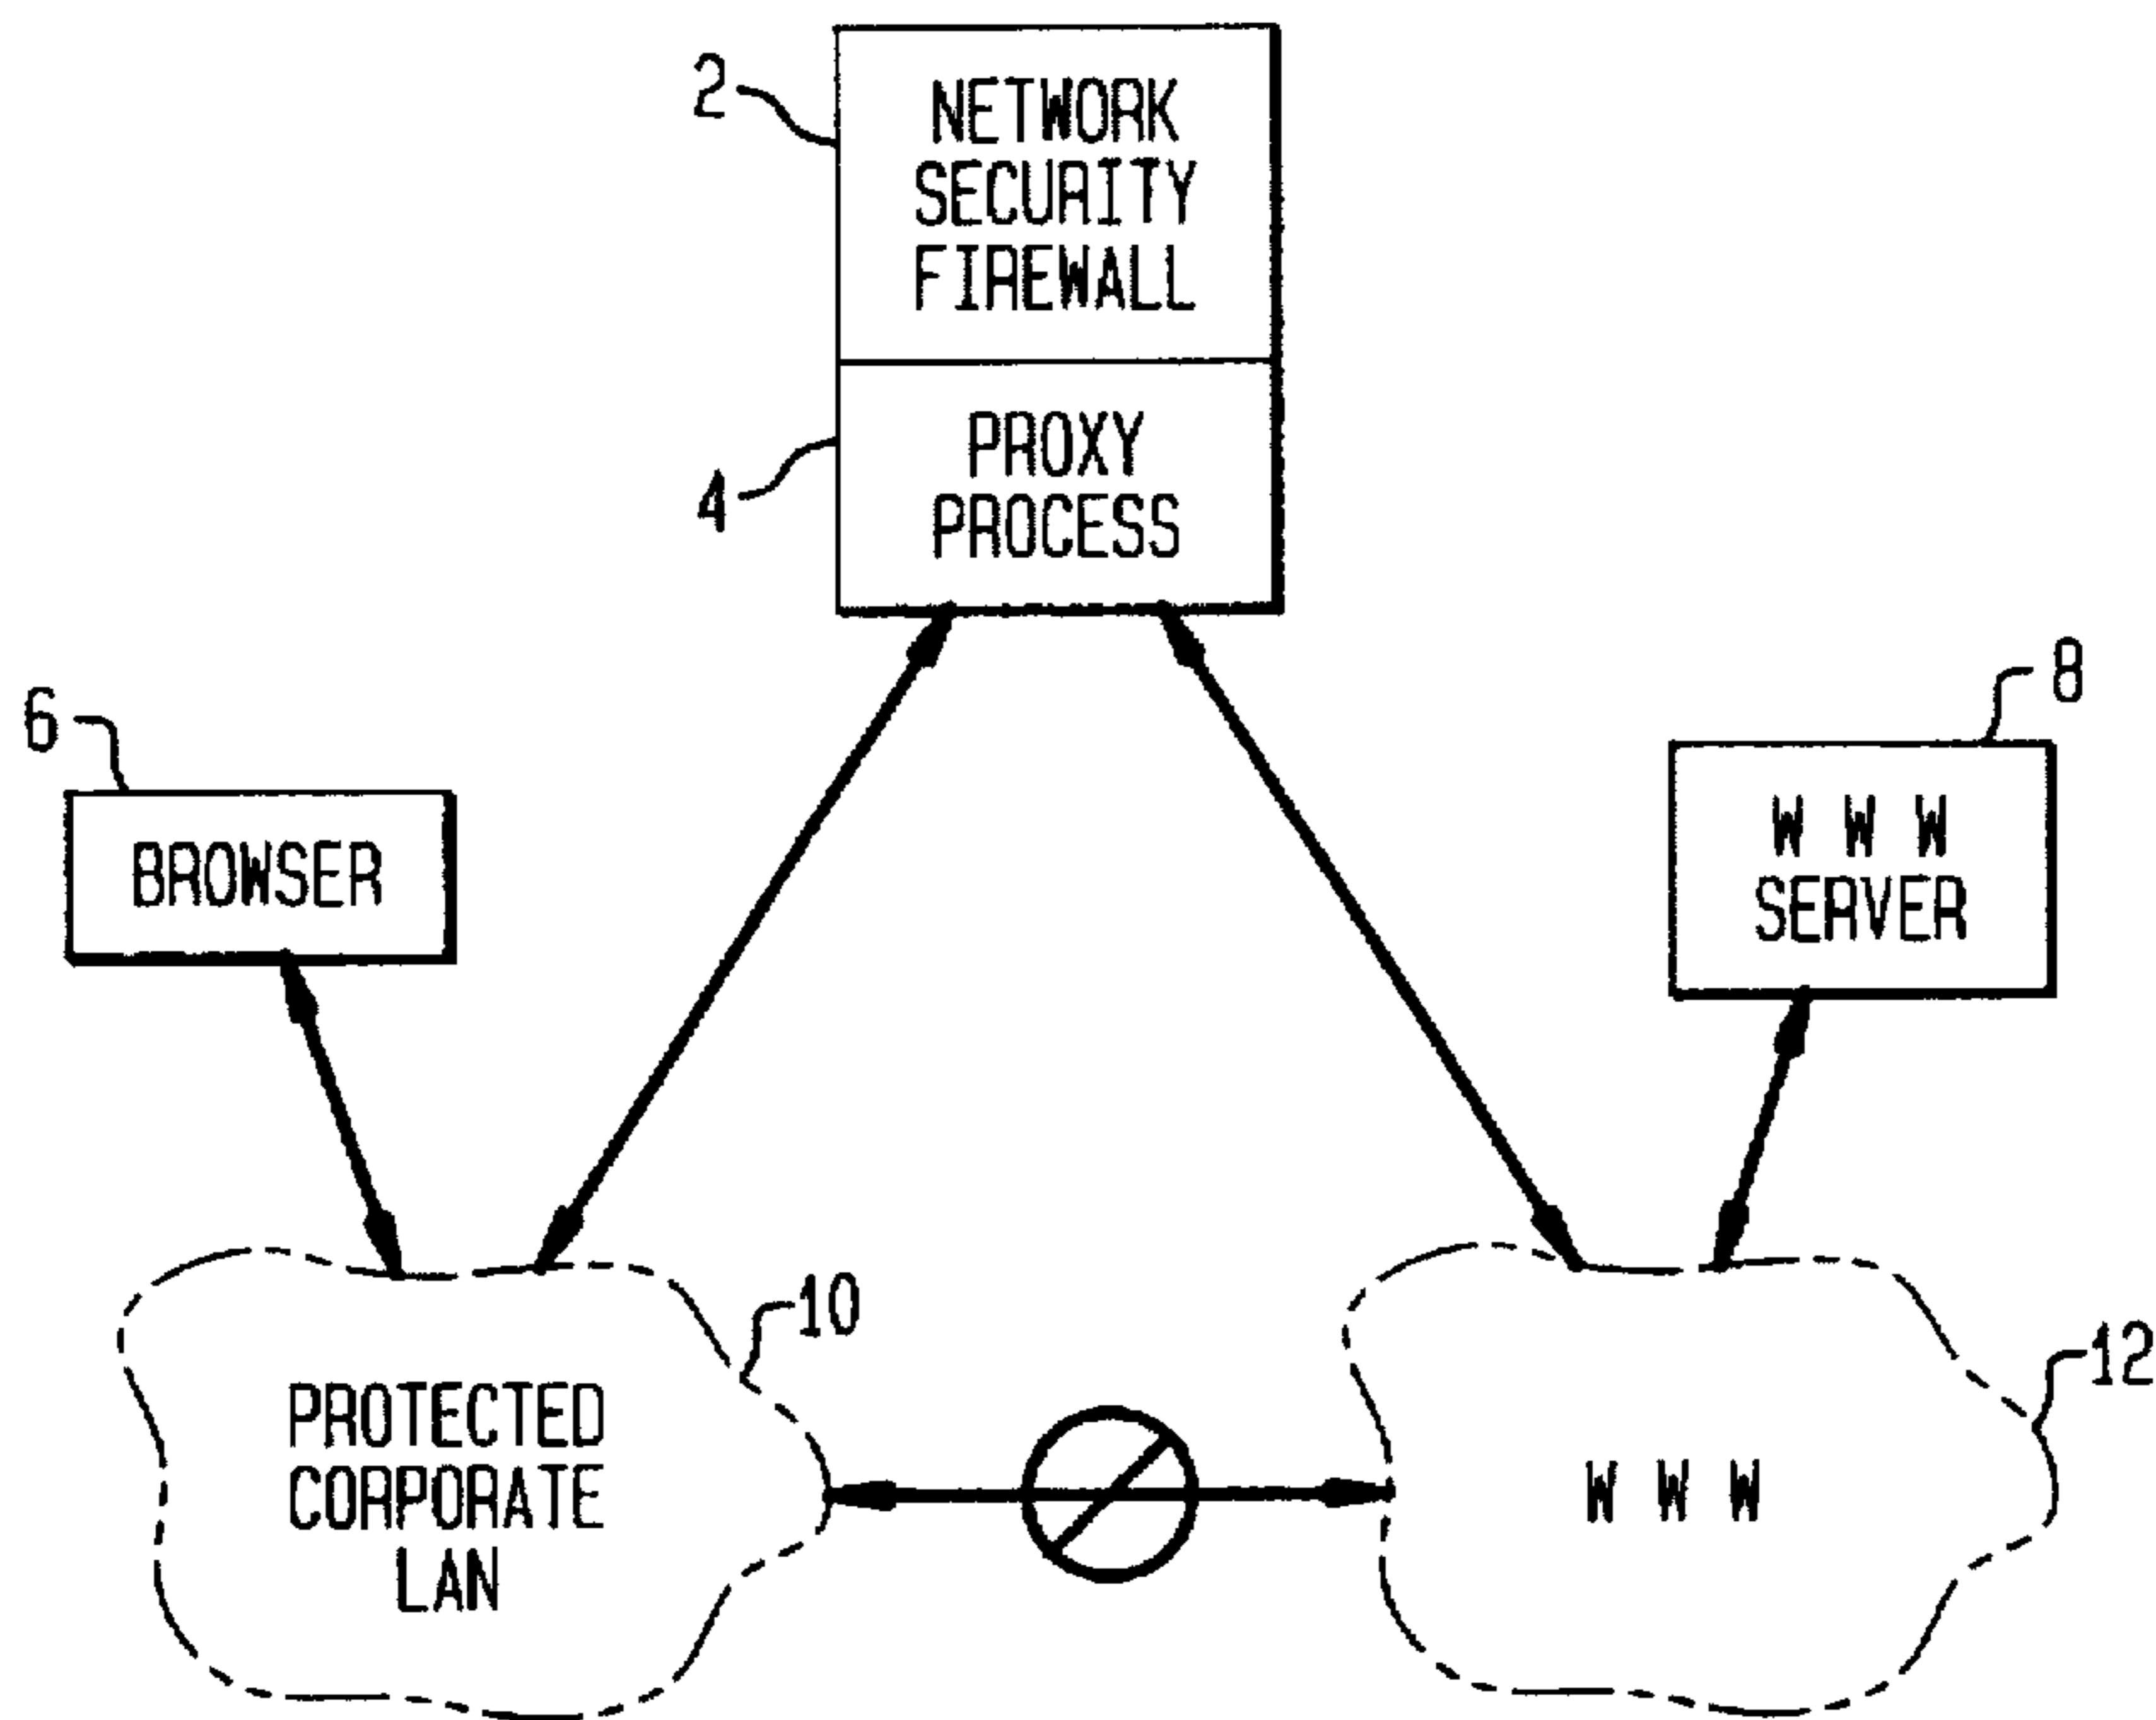 2
NETWORK
SECURITY
FIREWALL
4
PROXY
PROCESS
6
BROWSER
8
W W W
SERVER
10
PROTECTED
CORPORATE
LAN
12
W W W